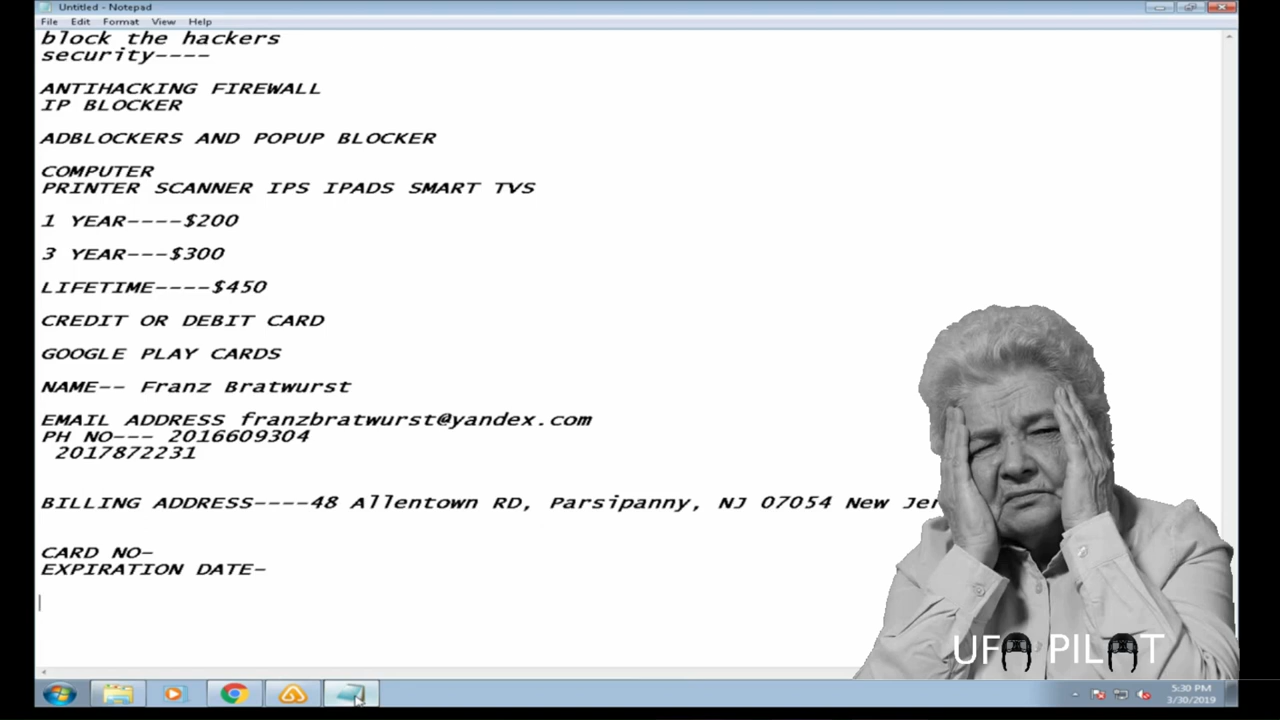 Untitled - Notepad
File Edit Format View Help
block the hackers
security----
ANTIHACKING FIREWALL
IP BLOCKER
ADBLOCKERS AND POPUP BLOCKER
COMPUTER
PRINTER SCANNER IPS IPADS SMART TVS
1 YEAR----$200
3 YEAR---$300
LIFETIME----$450
CREDIT OR DEBIT CARD
GOOGLE PLAY CARDS
NAME-- Franz Bratwurst
EMAIL ADDRESS franzbratwurst@yandex.com
PH NO--- 2016609304
2017872231
BILLING ADDRESS----48 Allentown RD, Parsipanny, NJ 07054 New Jer
CARD NO-
EXPIRATION DATE-
UFO PILOT
5:30 PM
3/30/2019